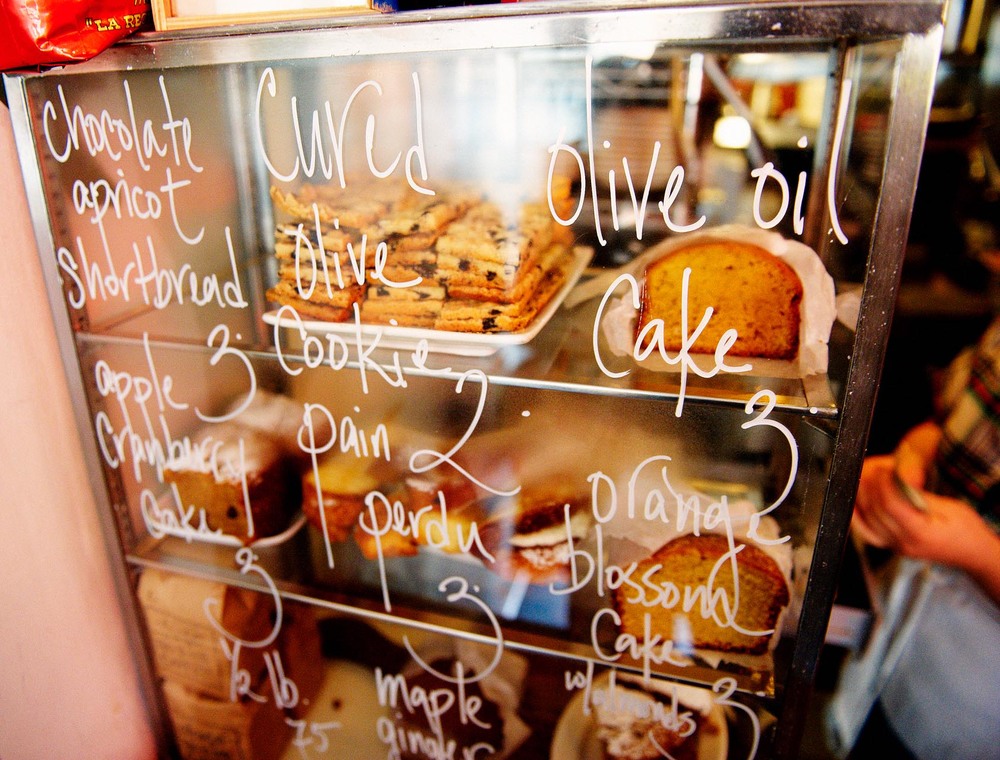 "LA RE
chocolate
apricot
shortbread
3.
apple
cranberry
cake
3
1/2 lb.
75
Cured
Olive
Cookie
2.
pain
perdu
3.
maple
ginger
Olive oil
Cake
3.
orange
blossom
Cake
w/almonds
3